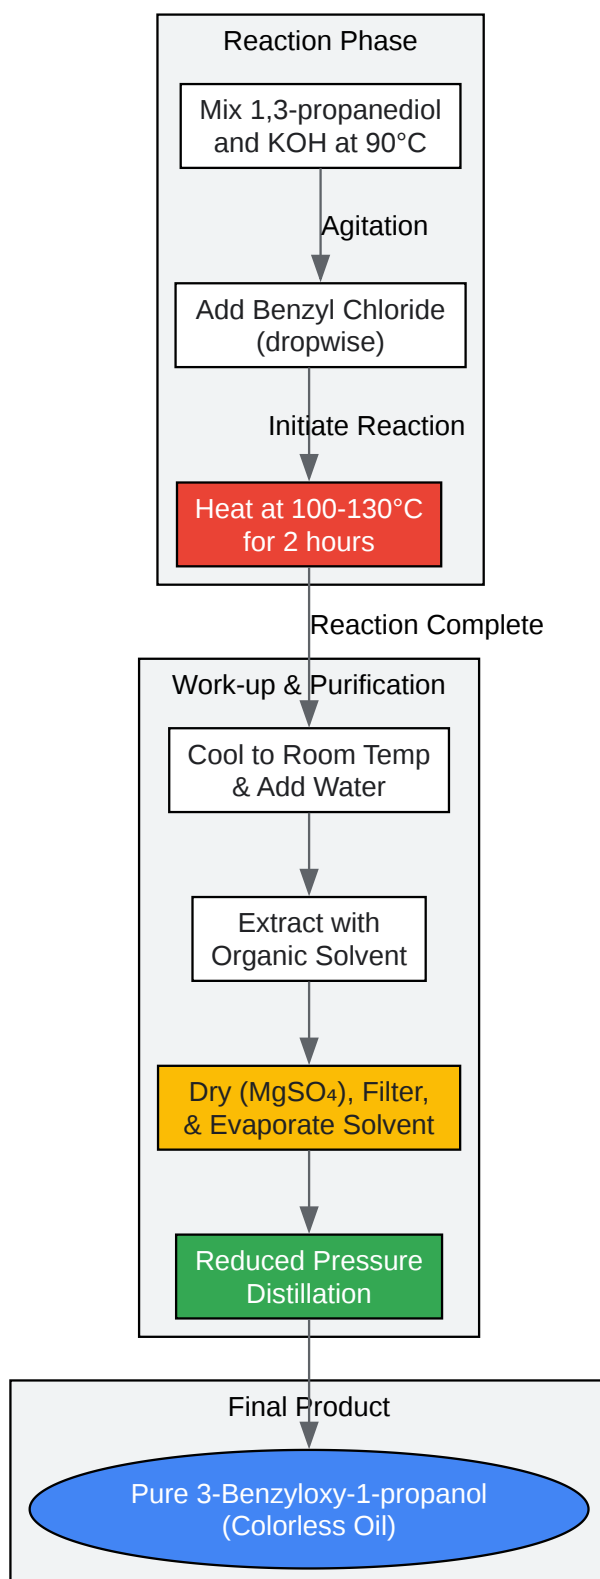 Reaction Phase
Mix 1,3-propanediol
and KOH at 90°C
Agitation
Add Benzyl Chloride
(dropwise)
Initiate Reaction
Heat at 100-130°C
for 2 hours
Reaction Complete
Work-up & Purification
Cool to Room Temp
& Add Water
Extract with
Organic Solvent
Dry (MgSO₄), Filter,
& Evaporate Solvent
Reduced Pressure
Distillation
Final Product
Pure 3-Benzyloxy-1-propanol
(Colorless Oil)